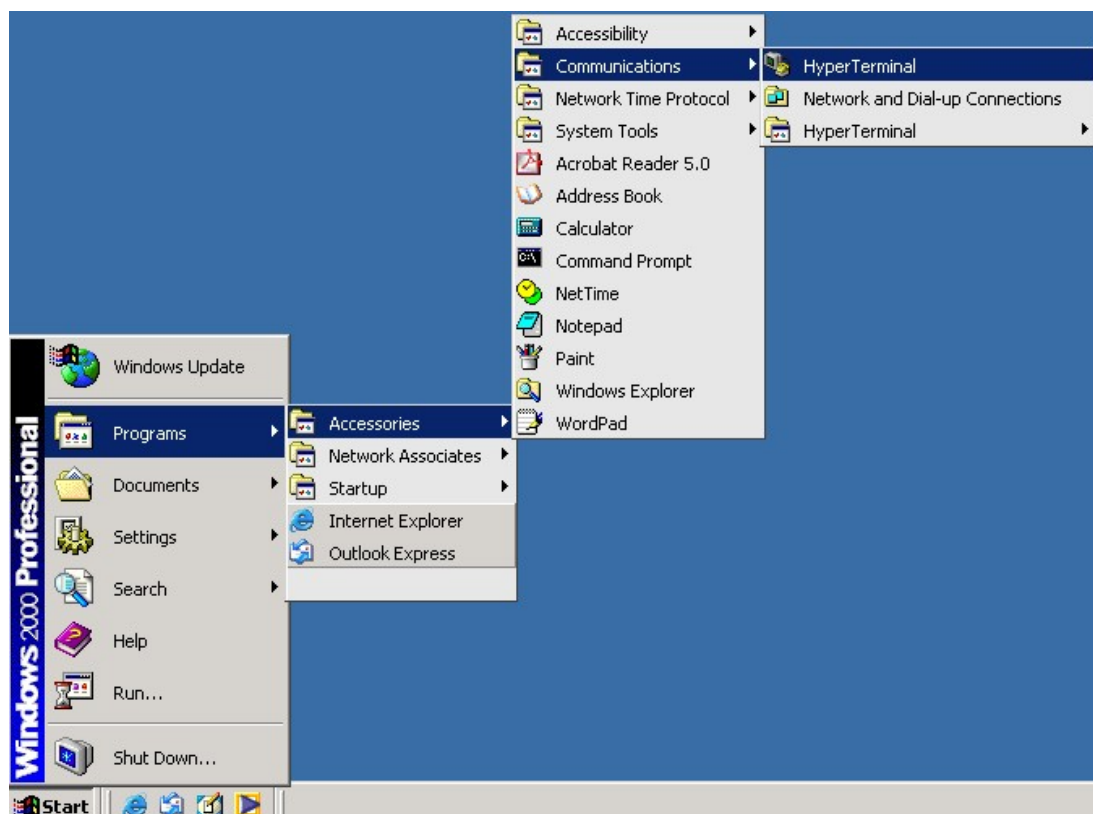 Accessibility
Communications
Network Time Protocol
System Tools
Acrobat Reader 5.0
Address Book
Calculator
Command Prompt
NetTime
Notepad
Paint
Windows Explorer
WordPad
HyperTerminal
Network and Dial-up Connections
HyperTerminal
Windows Update
Programs
Documents
Settings
Search
Help
Run...
Shut Down...
Accessories
Network Associates
Startup
Internet Explorer
Outlook Express
Windows 2000 Professional
Start